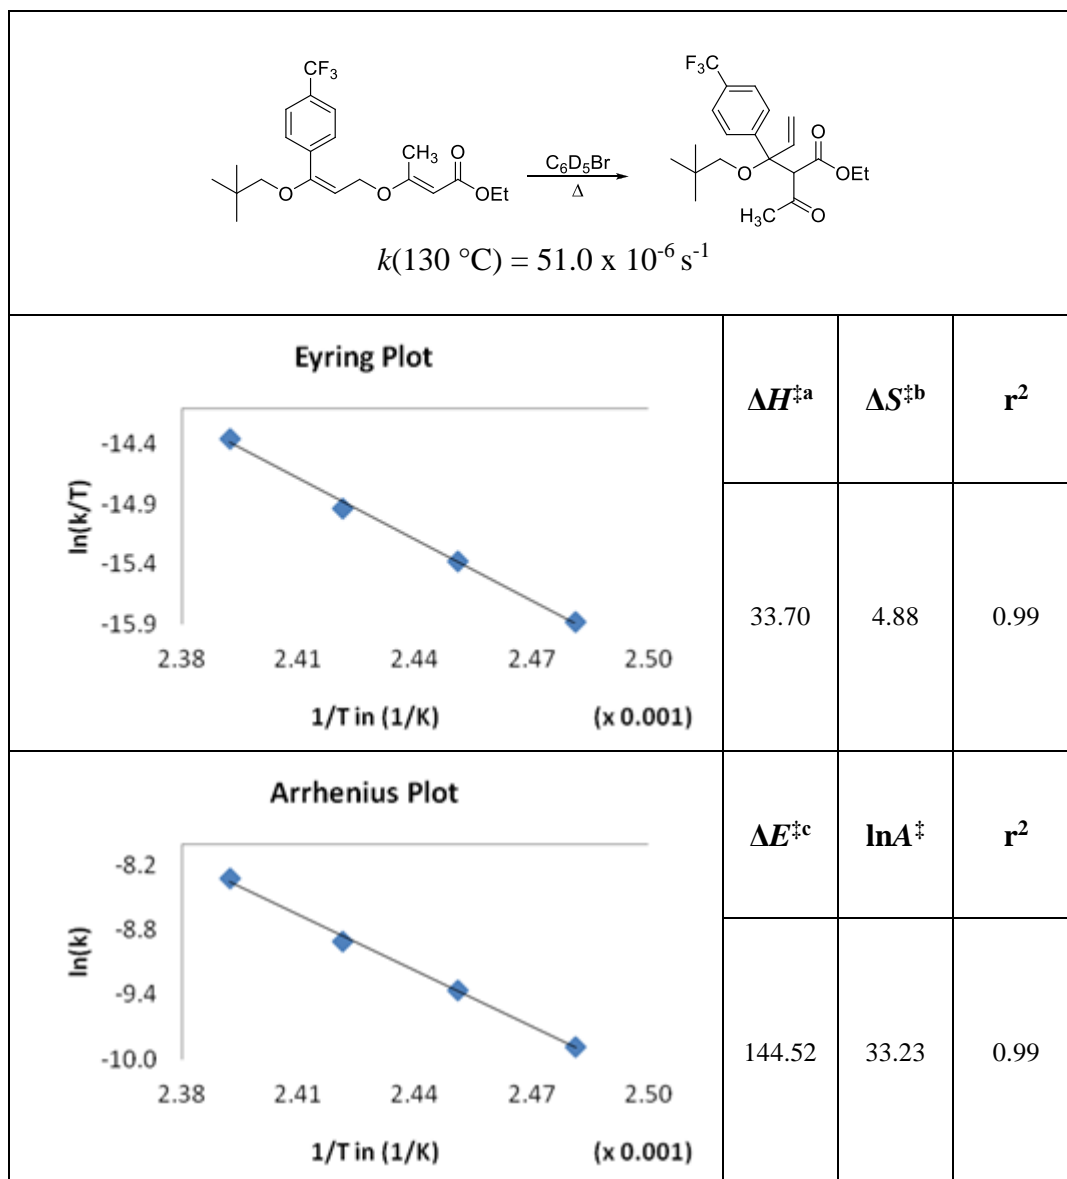 CF₃
CH₃
O
O
O
OEt
C₆D₅Br
Δ
F₃C
O
O
OEt
H₃C
O
k(130 °C) = 51.0 x 10⁻⁶ s⁻¹
Eyring Plot
ln(k/T)
-14.4
-14.9
-15.4
-15.9
2.38 2.41 2.44 2.47 2.50
1/T in (1/K) (x 0.001)
ΔH‡ᵃ ΔS‡ᵇ r²
33.70 4.88 0.99
Arrhenius Plot
ln(k)
-8.2
-8.8
-9.4
-10.0
2.38 2.41 2.44 2.47 2.50
1/T in (1/K) (x 0.001)
ΔE‡ᶜ lnA‡ r²
144.52 33.23 0.99